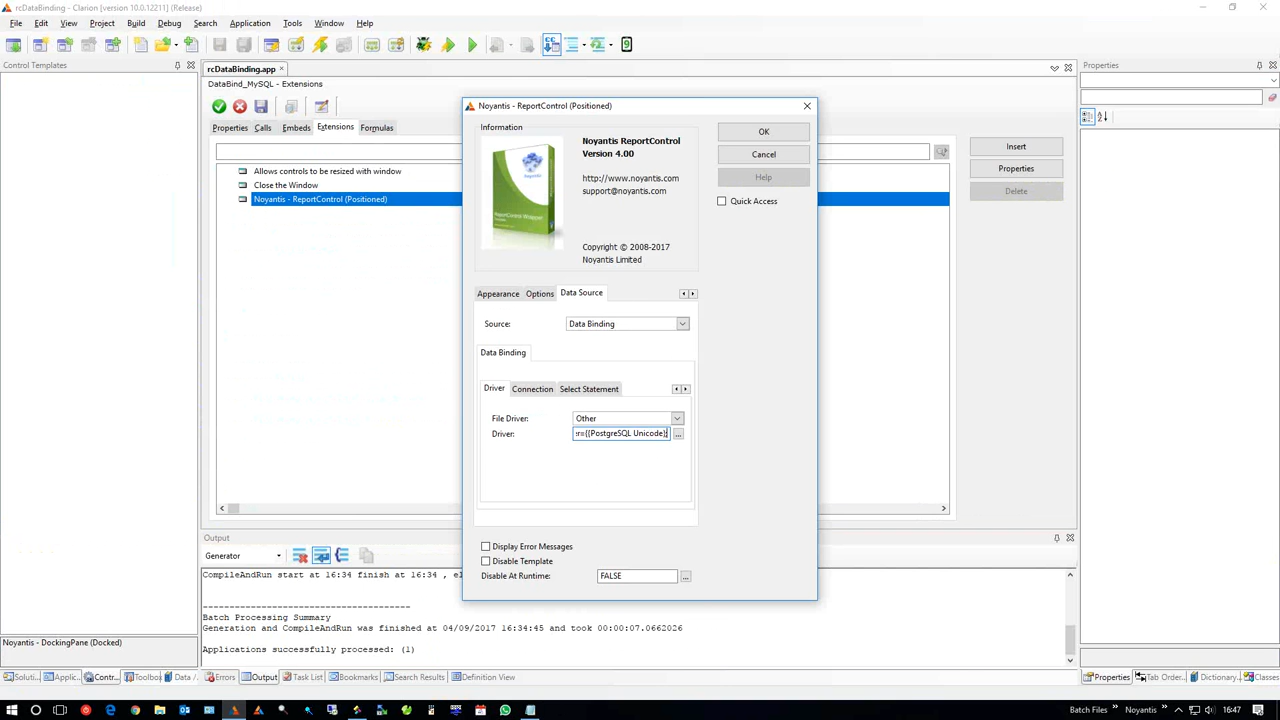 rcDataBinding - Clarion (version 10.0.12211) (Release)
File Edit View Project Build Debug Search Application Tools Window Help
Control Templates
rcDataBinding.app
Properties
DataBind_MySQL - Extensions
Properties Calls Embeds Extensions Formulas
Allows controls to be resized with window
Close the Window
Noyantis - ReportControl (Positioned)
Insert
Properties
Delete
Noyantis - ReportControl (Positioned)
Information
Noyantis ReportControl
Version 4.00
http://www.noyantis.com
support@noyantis.com
Copyright © 2008-2017
Noyantis Limited
OK
Cancel
Help
Quick Access
Appearance Options Data Source
Source: Data Binding
Data Binding
Driver Connection Select Statement
File Driver: Other
Driver: {{PostgreSQL Unicode}
...
Display Error Messages
Disable Template
Disable At Runtime: FALSE
...
Output
Generator
CompileAndRun start at 16:34 finish at 16:34 , el
------------------------------------
Batch Processing Summary
Generation and CompileAndRun was finished at 04/09/2017 16:34:45 and took 00:00:07.0662026
Applications successfully processed: (1)
Noyantis - DockingPane (Docked)
Soluti... Applic... Contr... Toolbox Data /
Errors Output Task List Bookmarks Search Results Definition View
Properties Tab Order... Dictionary... Classes
Batch Files » Noyantis » 16:47